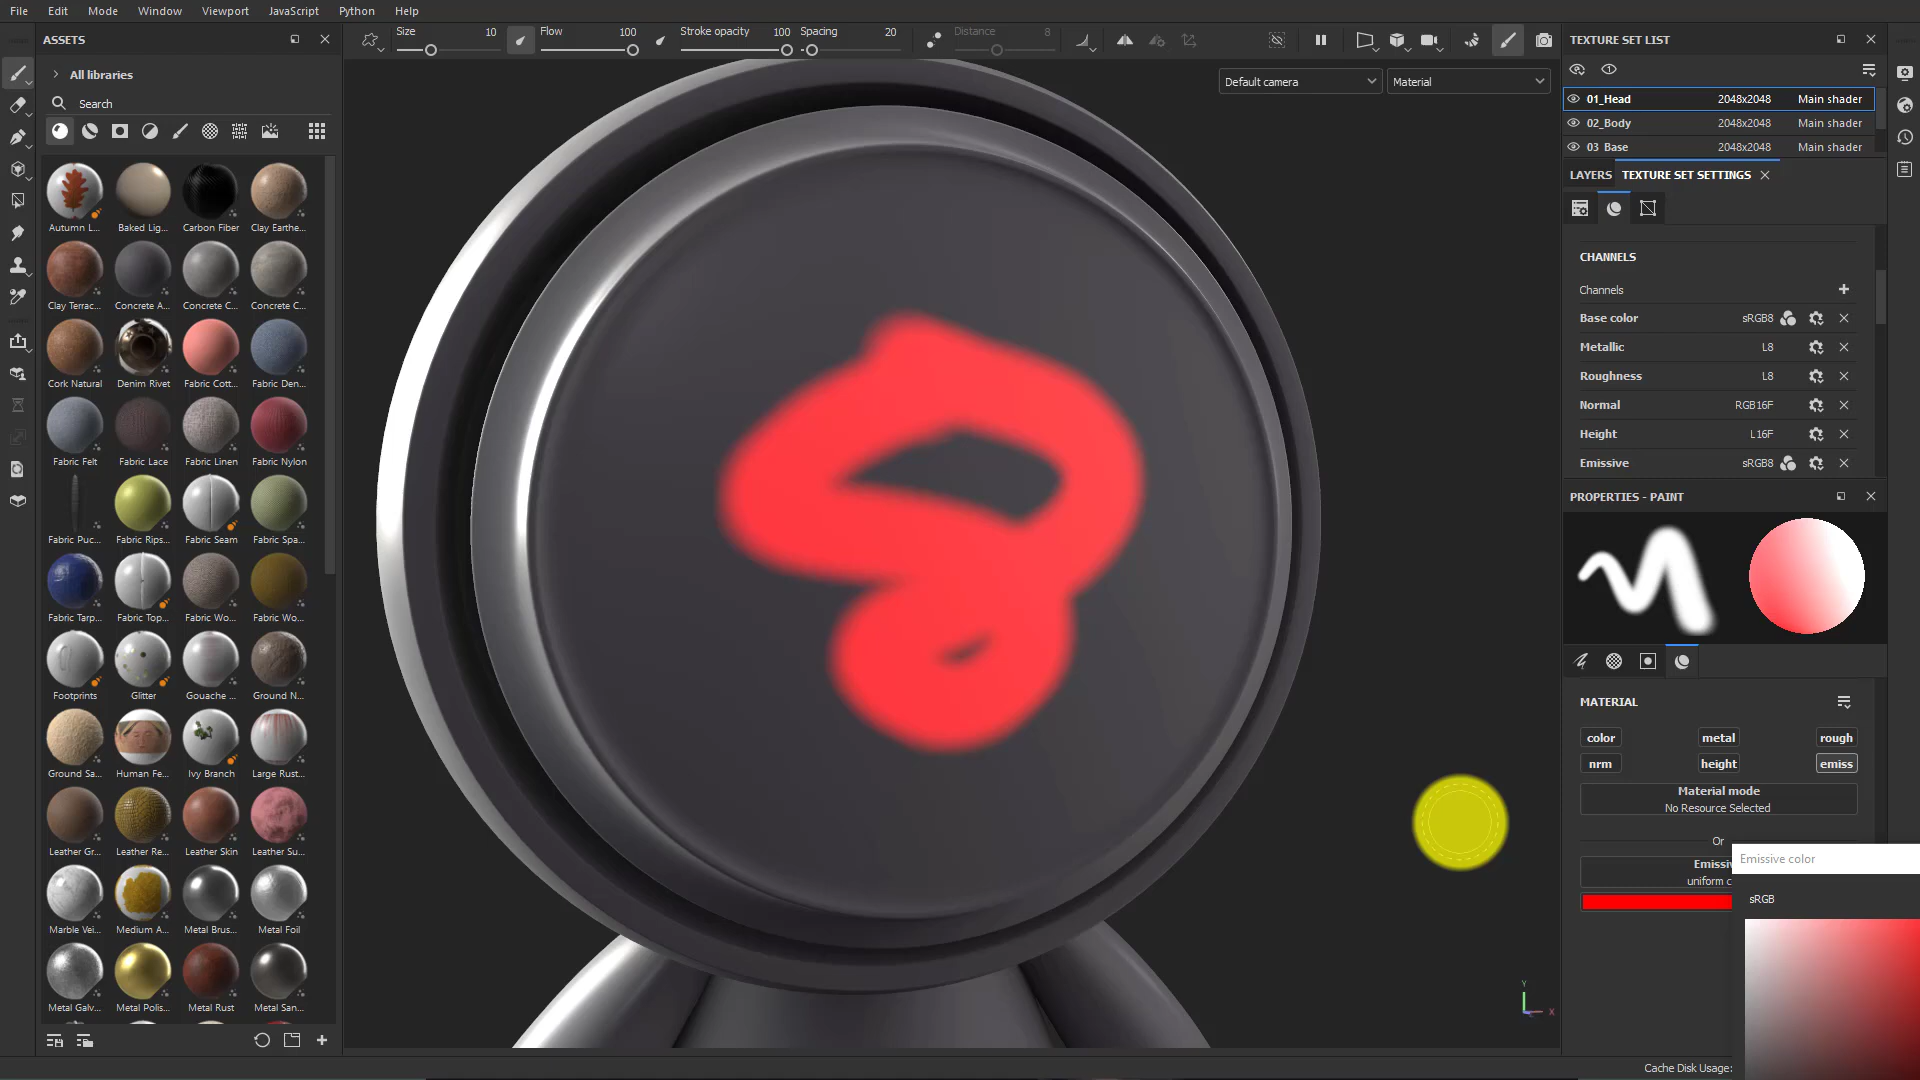 File Edit Mode Window Viewport JavaScript Python Help
ASSETS
All libraries
Search
Autumn L... Baked Lig... Carbon Fiber Clay Earthe...
Clay Terrac... Concrete A... Concrete C... Concrete C...
Cork Natural Denim Rivet Fabric Cott... Fabric Den...
Fabric Felt Fabric Lace Fabric Linen Fabric Nylon
Fabric Puc... Fabric Rips... Fabric Seam Fabric Spa...
Fabric Tarp... Fabric Top... Fabric Wo... Fabric Wo...
Footprints Glitter Gouache ... Ground N...
Ground Sa... Human Fe... Ivy Branch Large Rust...
Leather Gr... Leather Re... Leather Skin Leather Su...
Marble Vei... Medium A... Metal Brus... Metal Foil
Metal Galv... Metal Polis... Metal Rust Metal San...
Size 10 Flow 100 Stroke opacity 100 Spacing 20 Distance 8
Default camera Material
Y
X
TEXTURE SET LIST
01_Head 2048x2048 Main shader
02_Body 2048x2048 Main shader
03 Base 2048x2048 Main shader
LAYERS TEXTURE SET SETTINGS
CHANNELS
Channels
Base color sRGB8
Metallic L8
Roughness L8
Normal RGB16F
Height L16F
Emissive sRGB8
PROPERTIES - PAINT
MATERIAL
color metal rough
nrm height emiss
Material mode
No Resource Selected
Or
Emissiv
uniform c
Emissive color
sRGB
Cache Disk Usage: